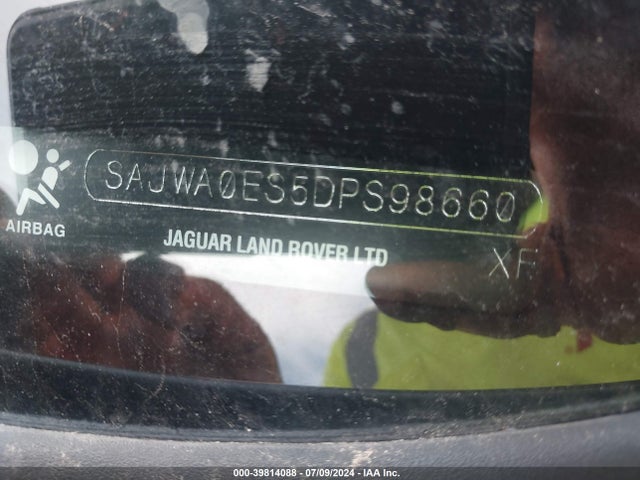 SAJWA0ES5DPS98660
AIRBAG
JAGUAR LAND ROVER LTD
XF
000-39814088 - 07/09/2024 - IAA Inc.